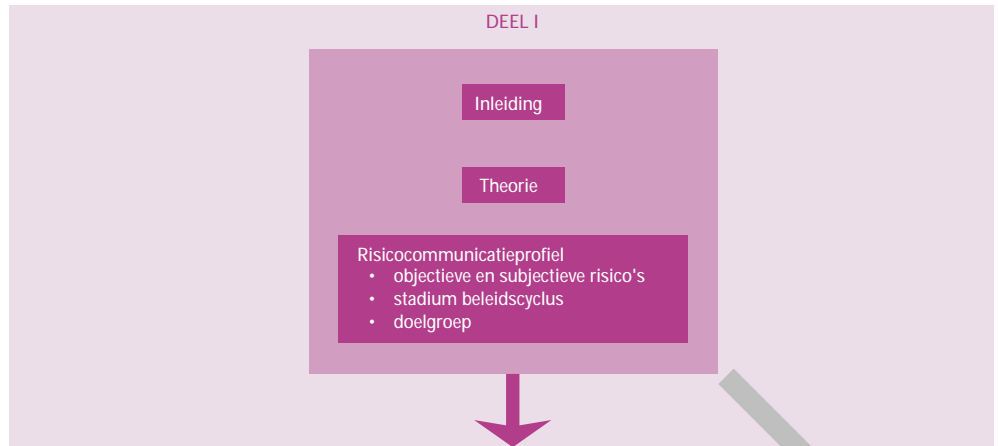 DEEL I
Inleiding
Theorie
Risicocommunicatieprofiel
• objectieve en subjectieve risico's
• stadium beleidscyclus
• doelgroep